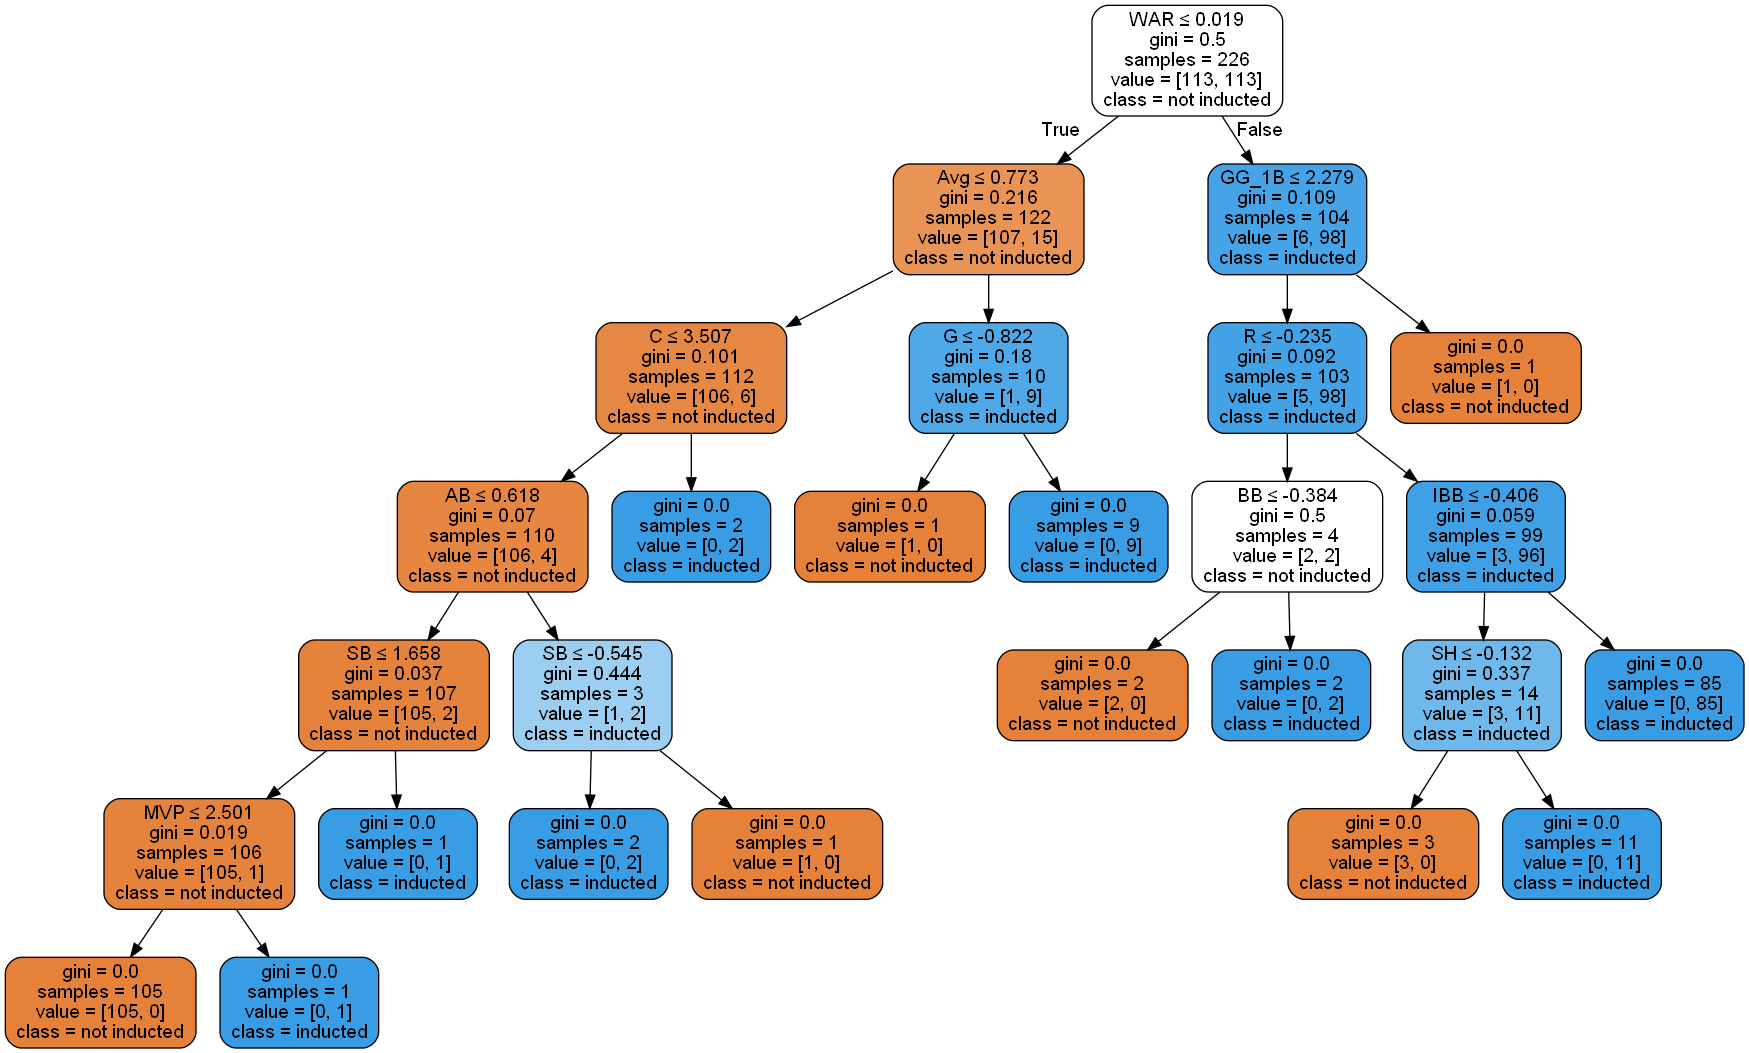 WAR ≤ 0.019
gini = 0.5
samples = 226
value = [113, 113]
class = not inducted
True
False
Avg ≤ 0.773
gini = 0.216
samples = 122
value = [107, 15]
class = not inducted
GG_1B ≤ 2.279
gini = 0.109
samples = 104
value = [6, 98]
class = inducted
C ≤ 3.507
gini = 0.101
samples = 112
value = [106, 6]
class = not inducted
G ≤ -0.822
gini = 0.18
samples = 10
value = [1, 9]
class = inducted
R ≤ -0.235
gini = 0.092
samples = 103
value = [5, 98]
class = inducted
gini = 0.0
samples = 1
value = [1, 0]
class = not inducted
AB ≤ 0.618
gini = 0.07
samples = 110
value = [106, 4]
class = not inducted
gini = 0.0
samples = 2
value = [0, 2]
class = inducted
gini = 0.0
samples = 1
value = [1, 0]
class = not inducted
gini = 0.0
samples = 9
value = [0, 9]
class = inducted
BB ≤ -0.384
gini = 0.5
samples = 4
value = [2, 2]
class = not inducted
IBB ≤ -0.406
gini = 0.059
samples = 99
value = [3, 96]
class = inducted
SB ≤ 1.658
gini = 0.037
samples = 107
value = [105, 2]
class = not inducted
SB ≤ -0.545
gini = 0.444
samples = 3
value = [1, 2]
class = inducted
gini = 0.0
samples = 2
value = [2, 0]
class = not inducted
gini = 0.0
samples = 2
value = [0, 2]
class = inducted
SH ≤ -0.132
gini = 0.337
samples = 14
value = [3, 11]
class = inducted
gini = 0.0
samples = 85
value = [0, 85]
class = inducted
MVP ≤ 2.501
gini = 0.019
samples = 106
value = [105, 1]
class = not inducted
gini = 0.0
samples = 1
value = [0, 1]
class = inducted
gini = 0.0
samples = 2
value = [0, 2]
class = inducted
gini = 0.0
samples = 1
value = [1, 0]
class = not inducted
gini = 0.0
samples = 3
value = [3, 0]
class = not inducted
gini = 0.0
samples = 11
value = [0, 11]
class = inducted
gini = 0.0
samples = 105
value = [105, 0]
class = not inducted
gini = 0.0
samples = 1
value = [0, 1]
class = inducted